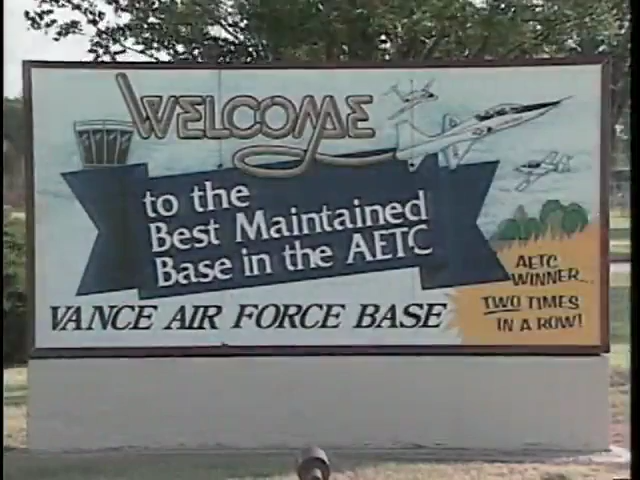 WELCOME
to the
Best Maintained
Base in the AETC
VANCE AIR FORCE BASE
AETC
WINNER...
TWO TIMES
IN A ROW!